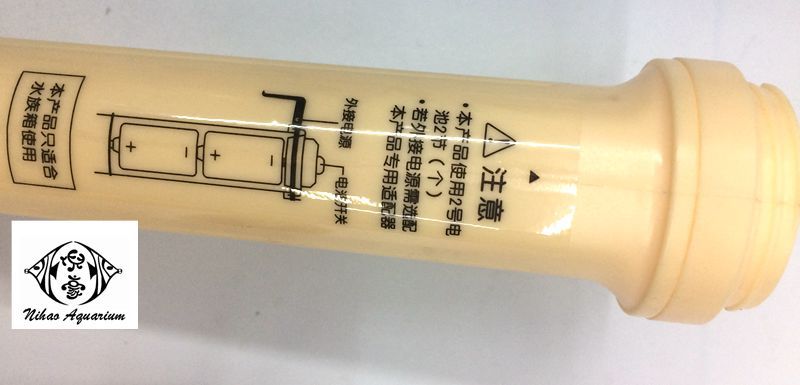 注意
·本产品使用2号电
池2节（个）
·若外接电源需选配
本产品专用适配器
外接电源
电池开关
+ - + -
本产品只适合
水族箱使用
你好
Nihao Aquarium